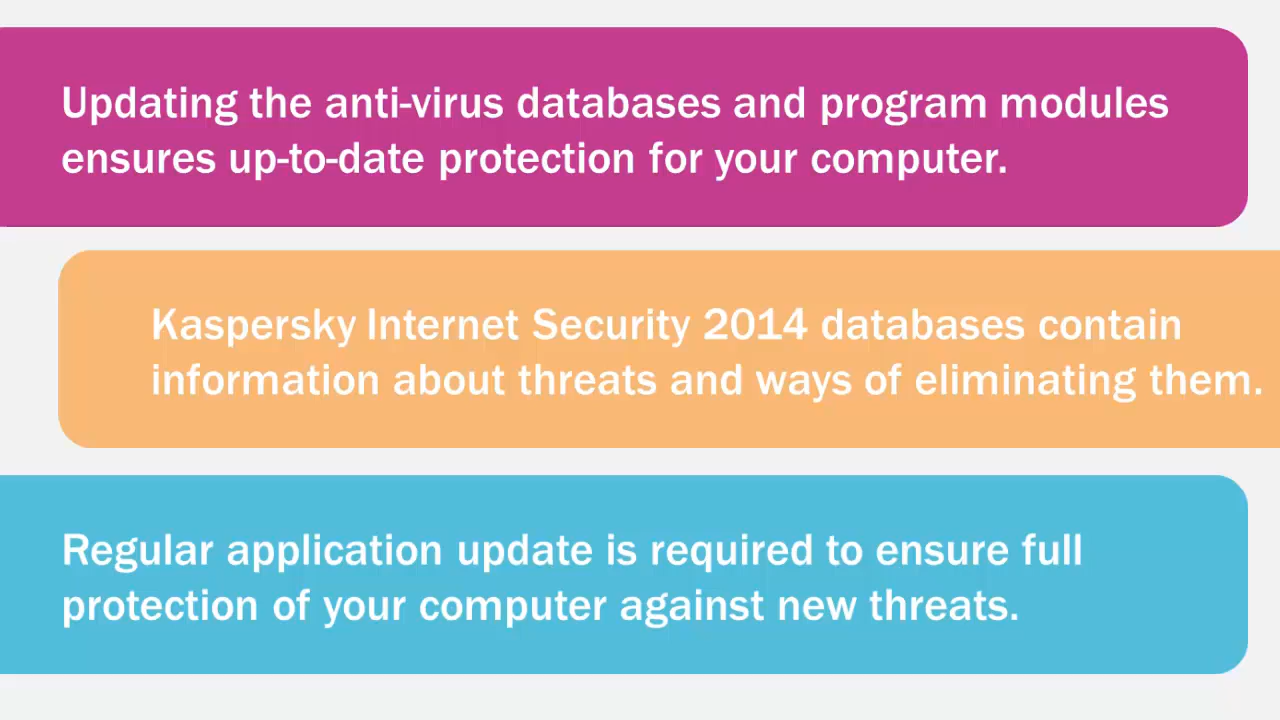 Updating the anti-virus databases and program modules
ensures up-to-date protection for your computer.
Kaspersky Internet Security 2014 databases contain
information about threats and ways of eliminating them.
Regular application update is required to ensure full
protection of your computer against new threats.